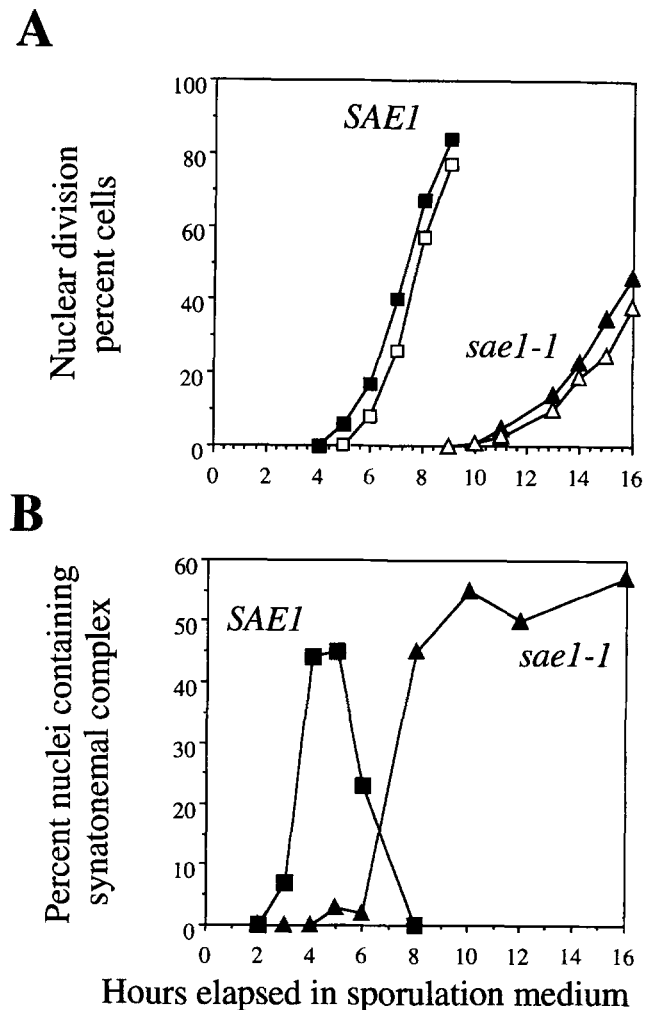 A
Nuclear division
percent cells
100
80
60
40
20
0
SAE1
sae1-1
0 2 4 6 8 10 12 14 16
B
Percent nuclei containing
synatonemal complex
60
50
40
30
20
10
0
SAE1
sae1-1
0 2 4 6 8 10 12 14 16
Hours elapsed in sporulation medium